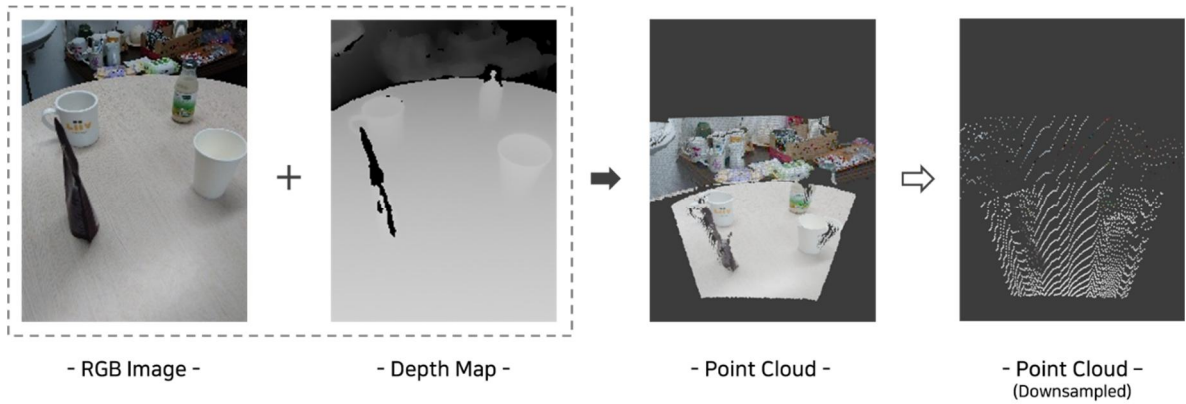 - RGB Image -
- Depth Map -
- Point Cloud -
- Point Cloud –
(Downsampled)